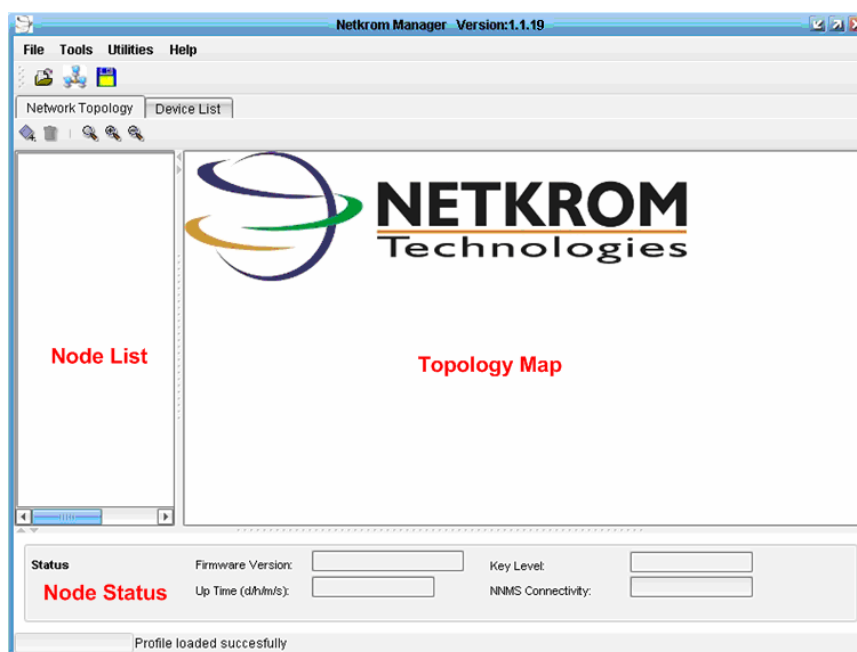 Netkrom Manager Version:1.1.19
File Tools Utilities Help
Network Topology Device List
NETKROM
Technologies
Node List
Topology Map
Status Firmware Version: Key Level:
Node Status Up Time (d/h/m/s): NNMS Connectivity:
Profile loaded succesfully